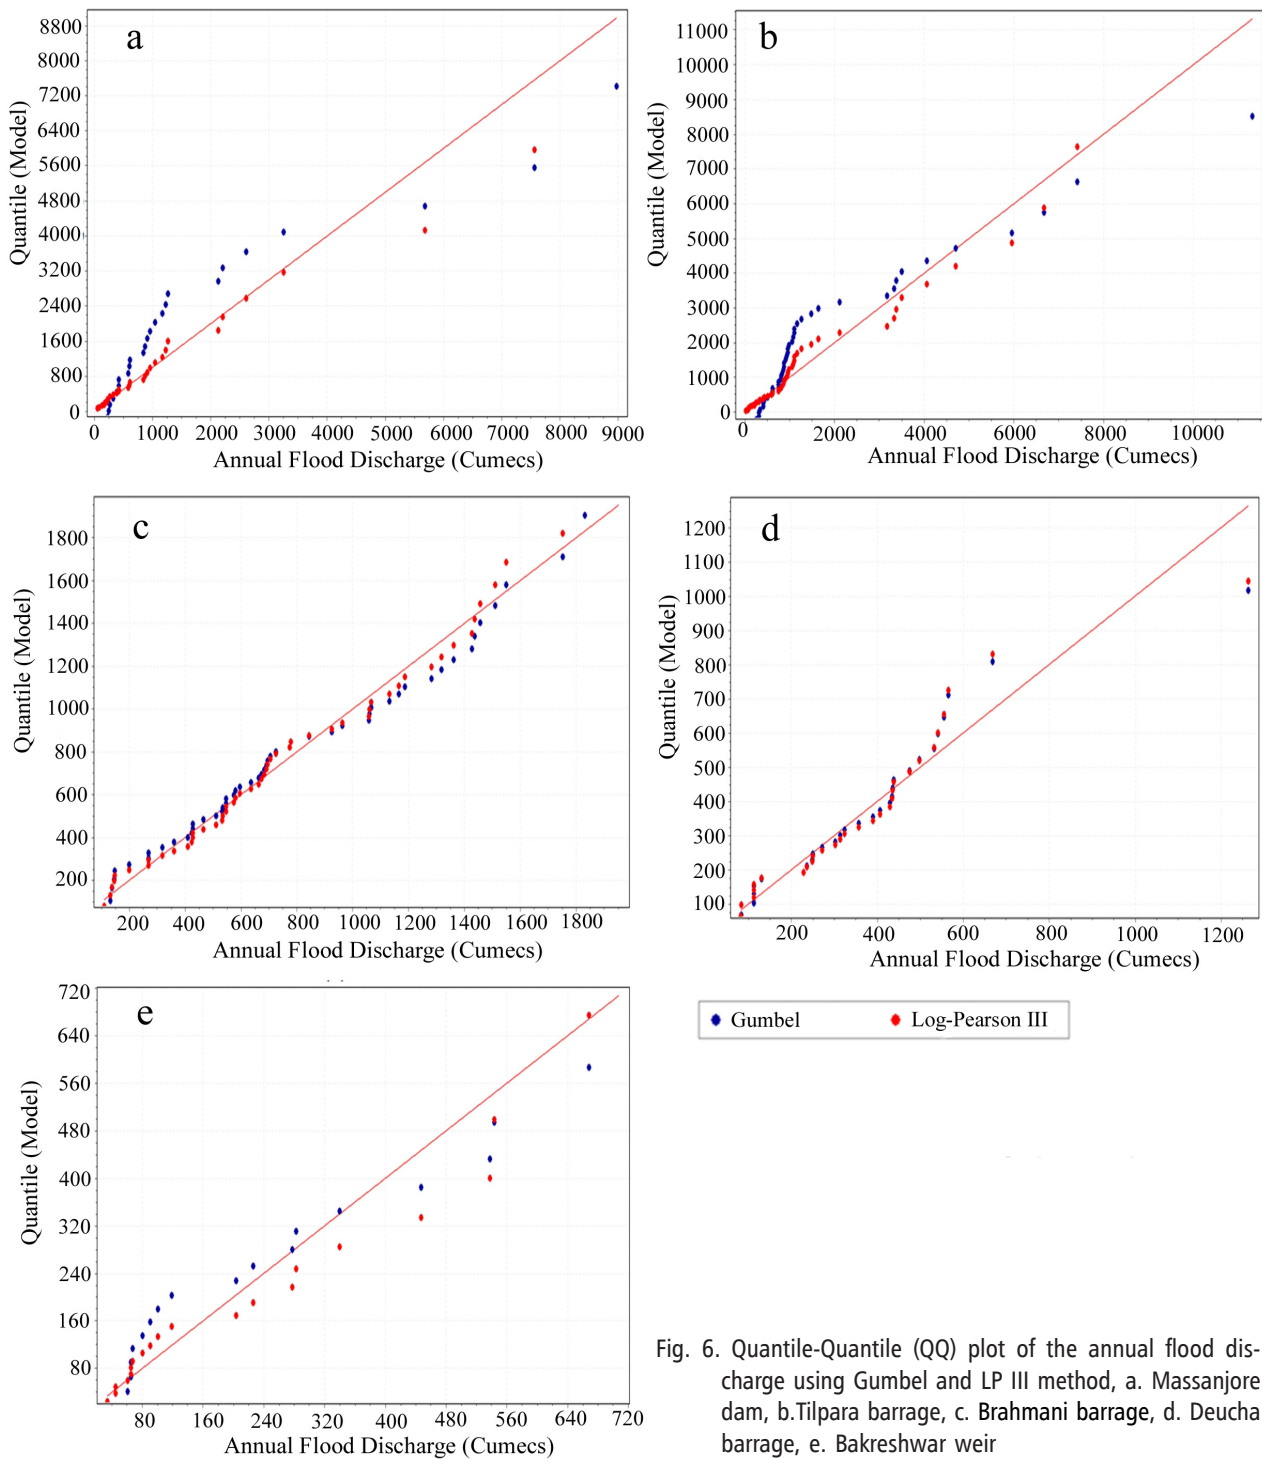 a
8800
8000
7200
6400
5600
4800
4000
3200
2400
1600
800
0
Quantile (Model)
0 1000 2000 3000 4000 5000 6000 7000 8000 9000
Annual Flood Discharge (Cumecs)
b
11000
10000
9000
8000
7000
6000
5000
4000
3000
2000
1000
0
Quantile (Model)
0 2000 4000 6000 8000 10000
Annual Flood Discharge (Cumecs)
c
1800
1600
1400
1200
1000
800
600
400
200
Quantile (Model)
200 400 600 800 1000 1200 1400 1600 1800
Annual Flood Discharge (Cumecs)
d
1200
1100
1000
900
800
700
600
500
400
300
200
100
Quantile (Model)
200 400 600 800 1000 1200
Annual Flood Discharge (Cumecs)
e
720
640
560
480
400
320
240
160
80
Quantile (Model)
80 160 240 320 400 480 560 640 720
Annual Flood Discharge (Cumecs)
Gumbel Log-Pearson III
Fig. 6. Quantile-Quantile (QQ) plot of the annual flood dis-
charge using Gumbel and LP III method, a. Massanjore
dam, b.Tilpara barrage, c. Brahmani barrage, d. Deucha
barrage, e. Bakreshwar weir